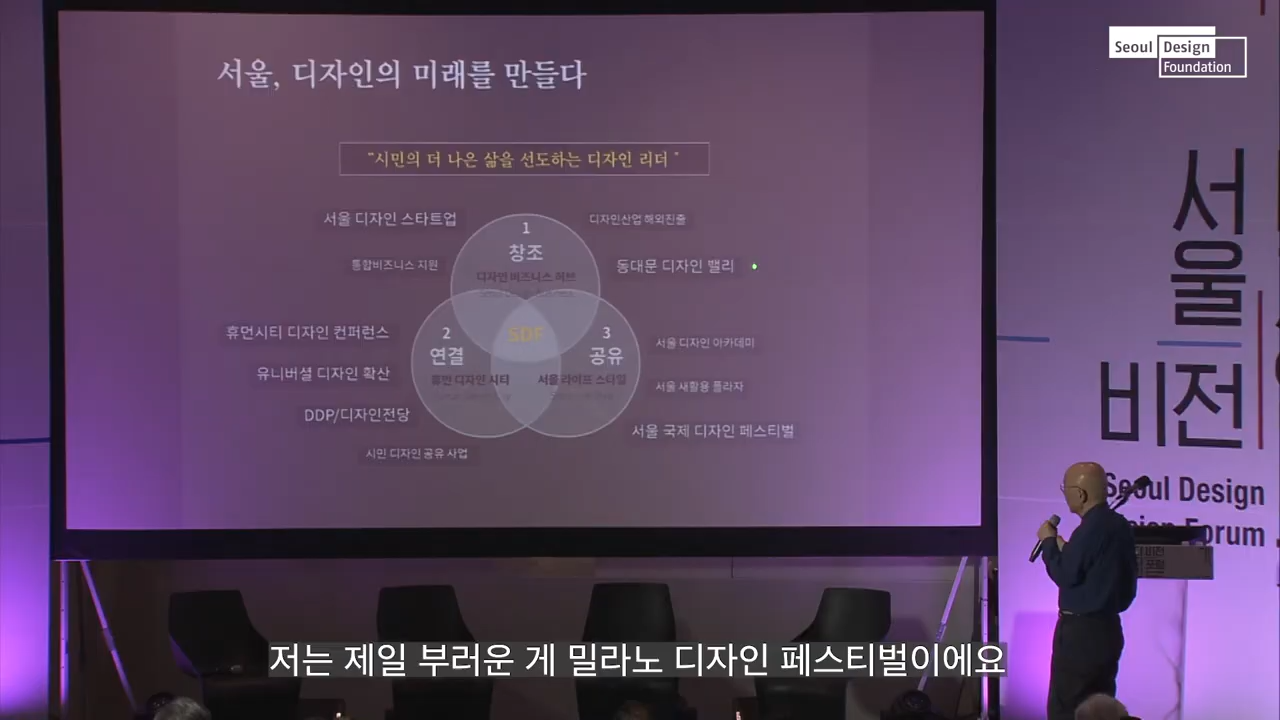 서울, 디자인의 미래를 만들다
Seoul Design
Foundation
"시민의 더 나은 삶을 선도하는 디자인 리더 "
서울 디자인 스타트업
디자인산업 해외진출
1
창조
디자인 비즈니스 허브
통합비즈니스 지원
동대문 디자인 밸리
휴먼시티 디자인 컨퍼런스
2
연결
휴먼 디자인 시티
SDF
3
공유
서울 라이프 스타일
서울 디자인 아카데미
유니버셜 디자인 확산
서울 새활용 플라자
DDP/디자인전당
서울 국제 디자인 페스티벌
시민 디자인 공유 사업
서울
비전
Seoul Design
Forum
저는 제일 부러운 게 밀라노 디자인 페스티벌이에요